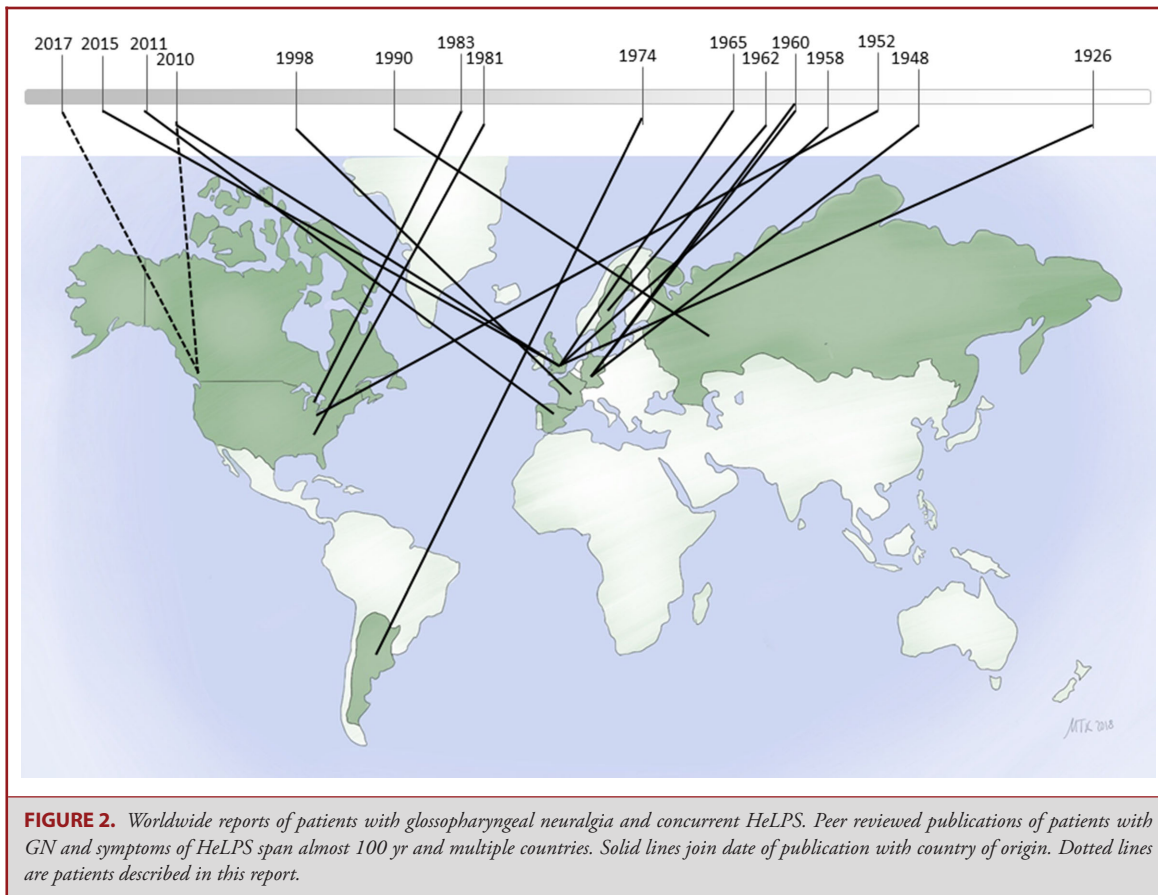 2017 2015 2011 1983 1965 1960 1952
2010 1998 1990 1981 1974 1962 1958 1948 1926
MTK 2018
FIGURE 2. Worldwide reports of patients with glossopharyngeal neuralgia and concurrent HeLPS. Peer reviewed publications of patients with
GN and symptoms of HeLPS span almost 100 yr and multiple countries. Solid lines join date of publication with country of origin. Dotted lines
are patients described in this report.